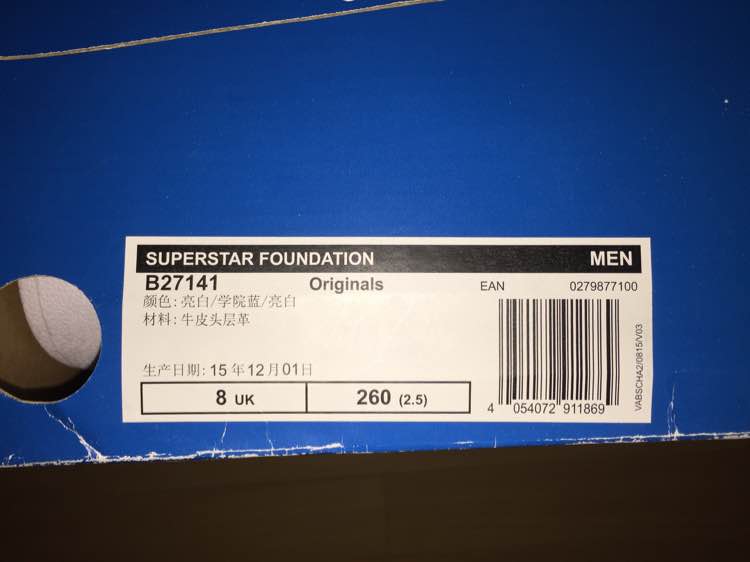 SUPERSTAR FOUNDATION MEN
B27141 Originals EAN 0279877100
颜色:亮白/学院蓝/亮白
材料:牛皮头层革
生产日期:15年12月01日
8 UK 260 (2.5)
4 054072 911869
VABSCHA2/0815/V03